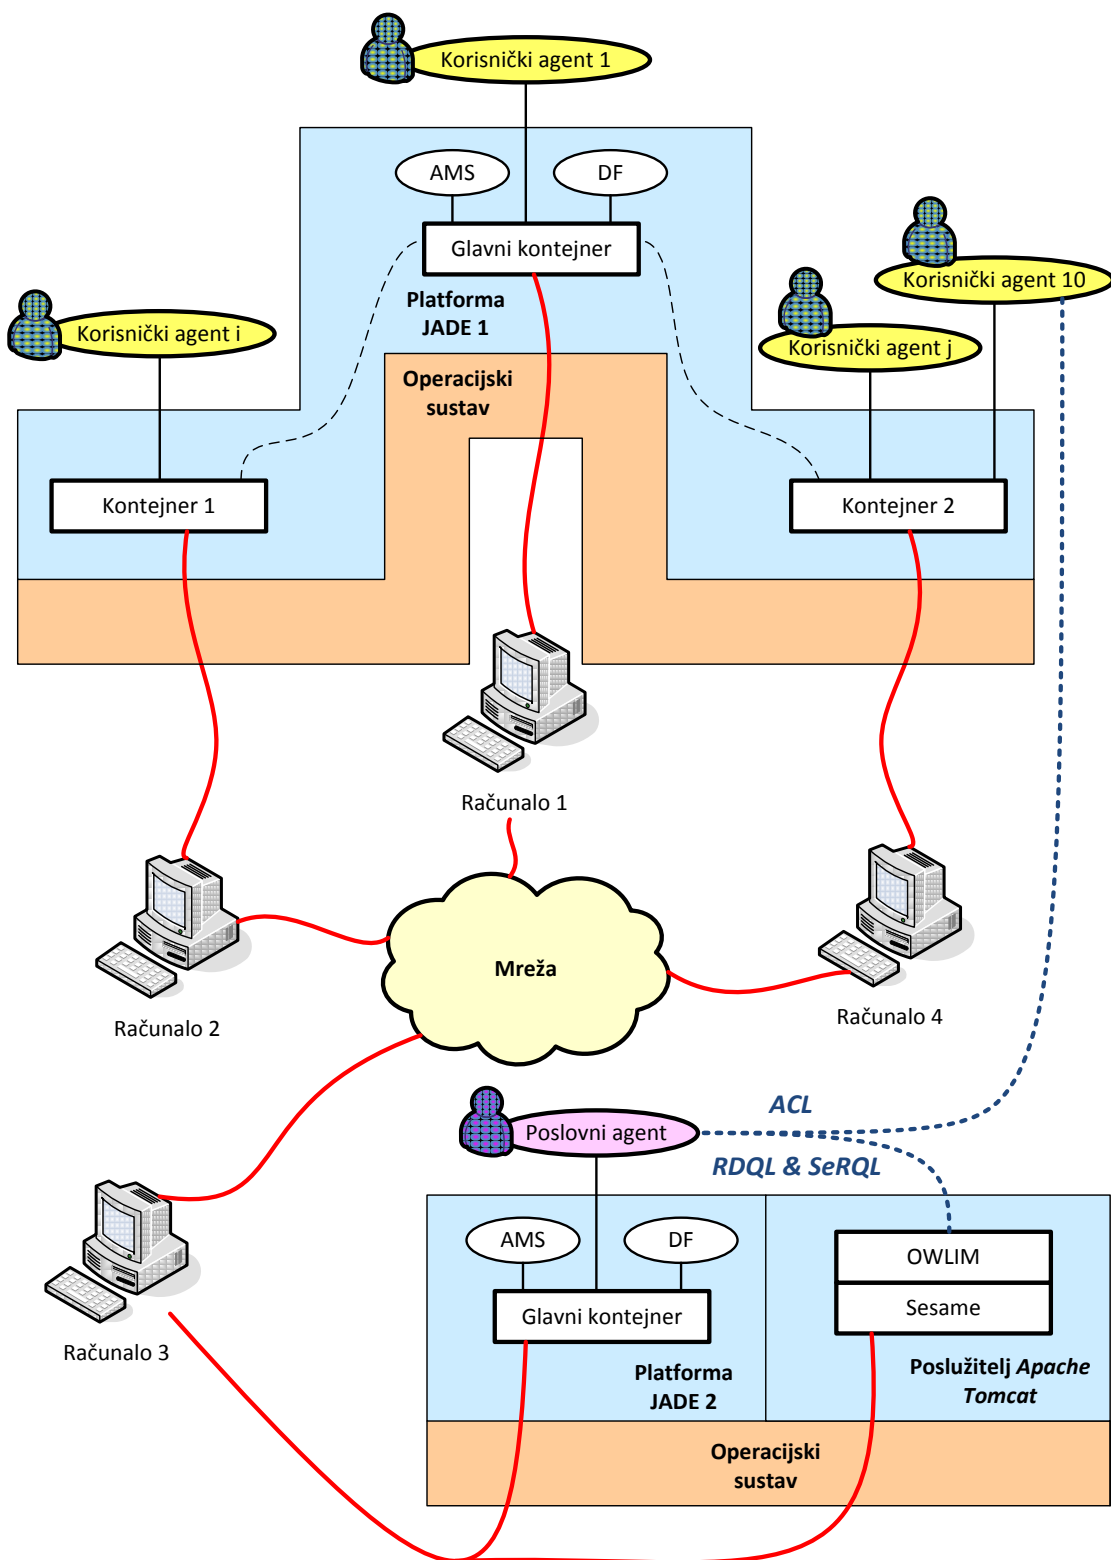 Korisnički agent 1
AMS
DF
Glavni kontejner
Korisnički agent 10
Platforma
JADE 1
Korisnički agent i
Korisnički agent j
Operacijski
sustav
Kontejner 1
Kontejner 2
Računalo 1
Mreža
Računalo 2
Računalo 4
ACL
Poslovni agent
RDQL & SeRQL
AMS
DF
OWLIM
Glavni kontejner
Sesame
Računalo 3
Platforma
JADE 2
Poslužitelj Apache
Tomcat
Operacijski
sustav